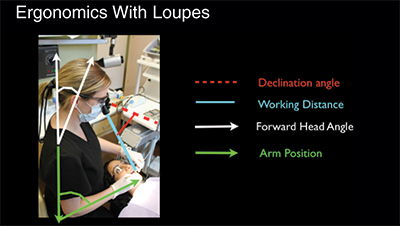 Ergonomics With Loupes
Declination angle
Working Distance
Forward Head Angle
Arm Position